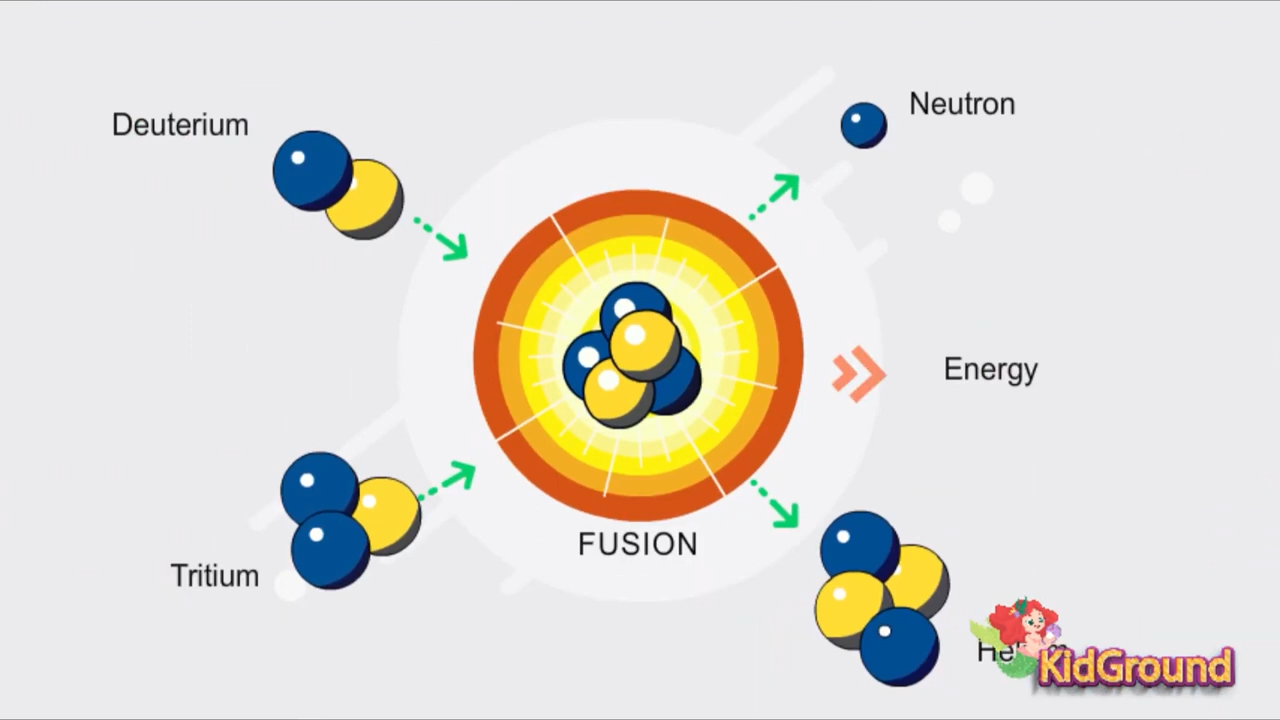 Deuterium
Neutron
Energy
FUSION
Tritium
KidGround